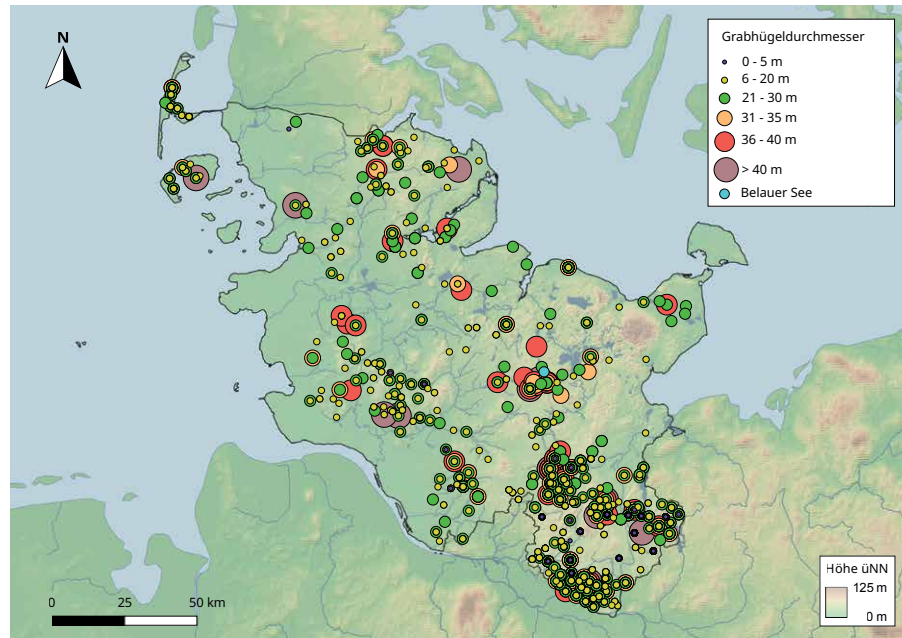 N
Grabhügeldurchmesser
0 - 5 m
6 - 20 m
21 - 30 m
31 - 35 m
36 - 40 m
> 40 m
Belauer See
Höhe üNN
125 m
0 m
0 25 50 km